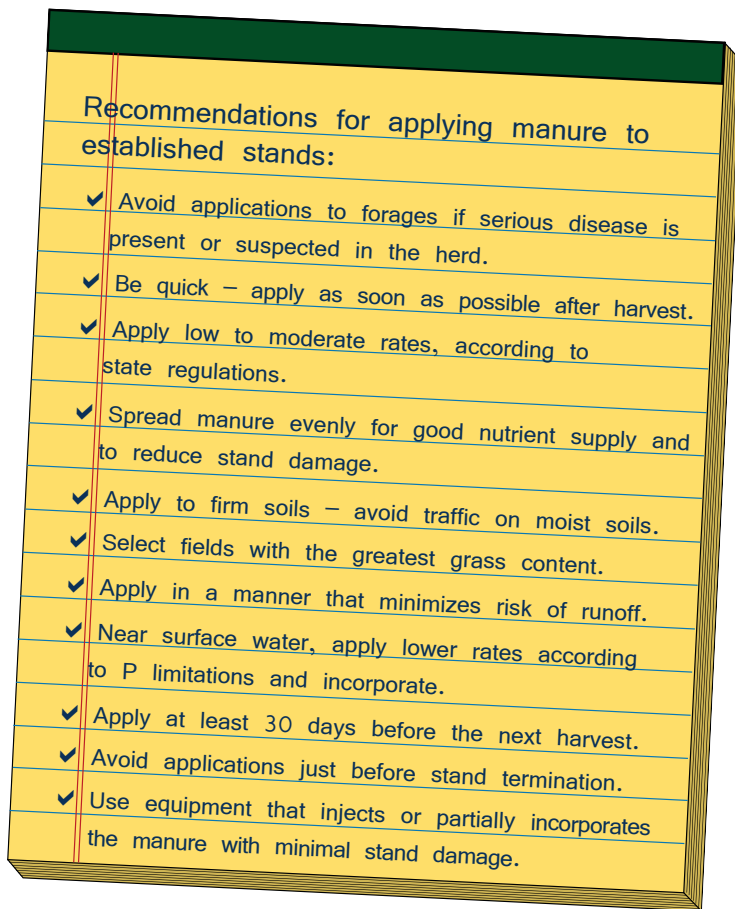 Recommendations for applying manure to
established stands:
✔ Avoid applications to forages if serious disease is
present or suspected in the herd.
✔ Be quick – apply as soon as possible after harvest.
✔ Apply low to moderate rates, according to
state regulations.
✔ Spread manure evenly for good nutrient supply and
to reduce stand damage.
✔ Apply to firm soils – avoid traffic on moist soils.
✔ Select fields with the greatest grass content.
✔ Apply in a manner that minimizes risk of runoff.
✔ Near surface water, apply lower rates according
to P limitations and incorporate.
✔ Apply at least 30 days before the next harvest.
✔ Avoid applications just before stand termination.
✔ Use equipment that injects or partially incorporates
the manure with minimal stand damage.